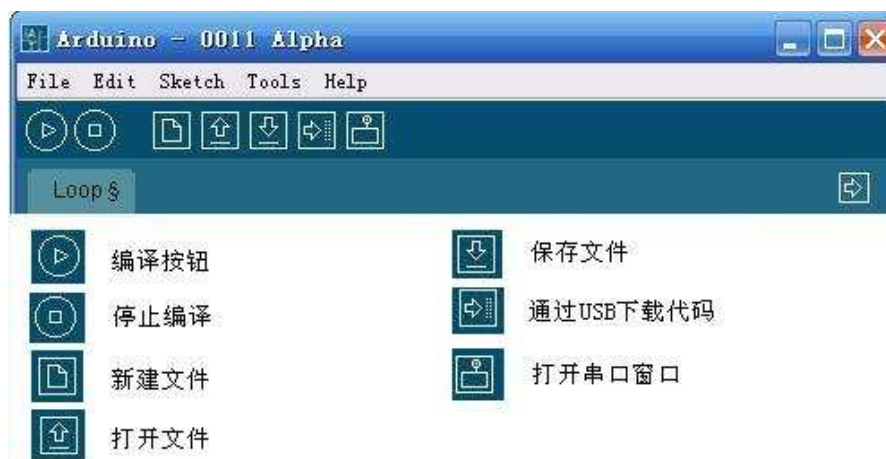 Arduino - 0011 Alpha
File Edit Sketch Tools Help
Loop §
编译按钮
停止编译
新建文件
打开文件
保存文件
通过USB下载代码
打开串口窗口